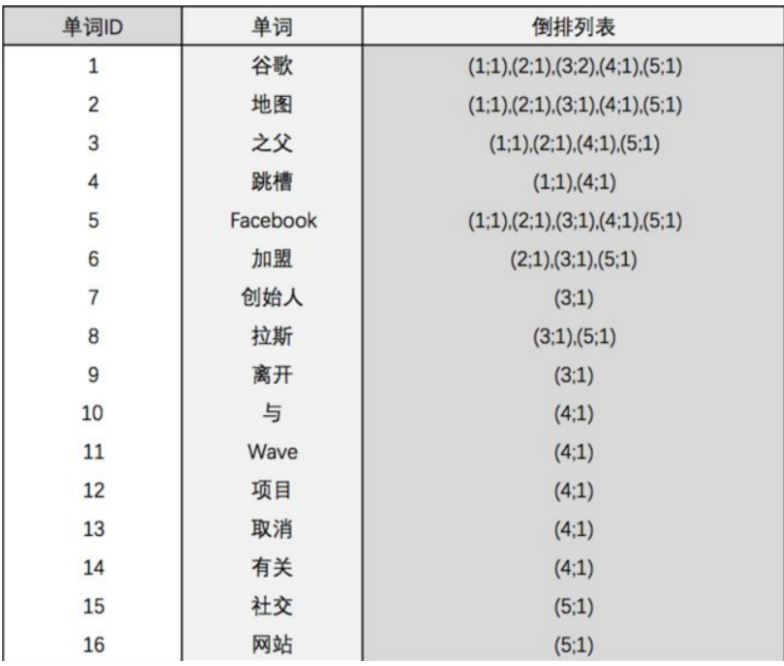 单词ID 单词 倒排列表
1 谷歌 (1;1),(2;1),(3;2),(4;1),(5;1)
2 地图 (1;1),(2;1),(3;1),(4;1),(5;1)
3 之父 (1;1),(2;1),(4;1),(5;1)
4 跳槽 (1;1),(4;1)
5 Facebook (1;1),(2;1),(3;1),(4;1),(5;1)
6 加盟 (2;1),(3;1),(5;1)
7 创始人 (3;1)
8 拉斯 (3;1),(5;1)
9 离开 (3;1)
10 与 (4;1)
11 Wave (4;1)
12 项目 (4;1)
13 取消 (4;1)
14 有关 (4;1)
15 社交 (5;1)
16 网站 (5;1)